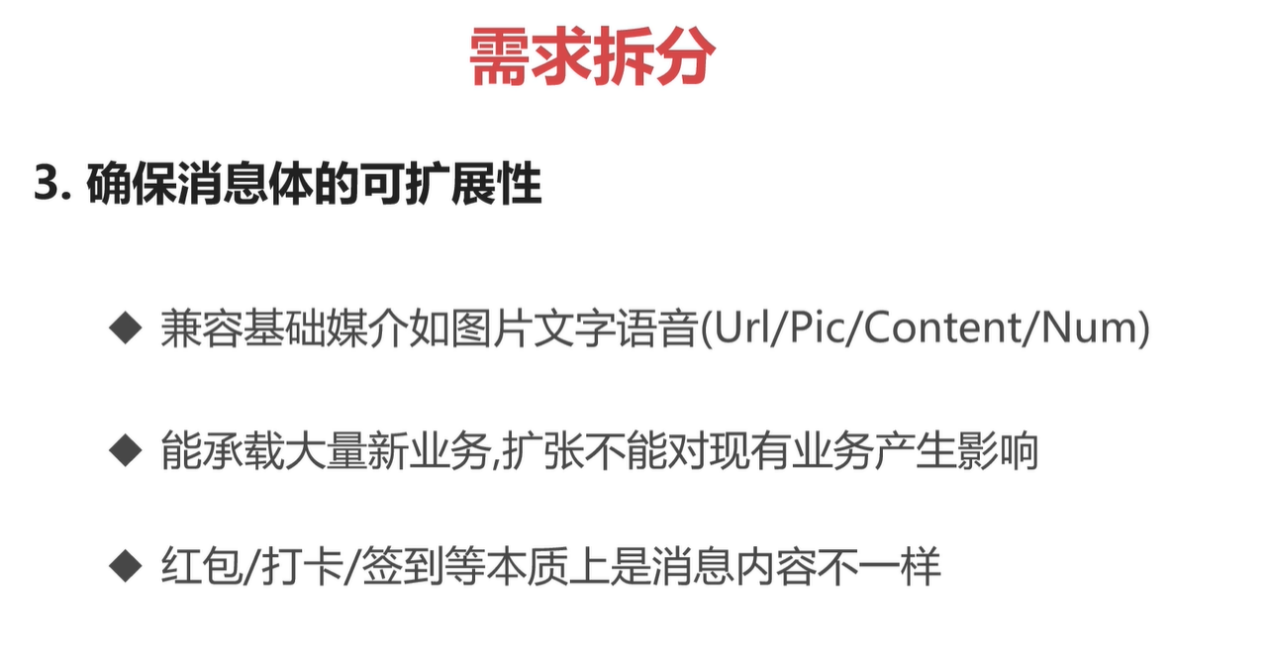 需求拆分
3. 确保消息体的可扩展性
◆ 兼容基础媒介如图片文字语音(Url/Pic/Content/Num)
◆ 能承载大量新业务,扩张不能对现有业务产生影响
◆ 红包/打卡/签到等本质上是消息内容不一样